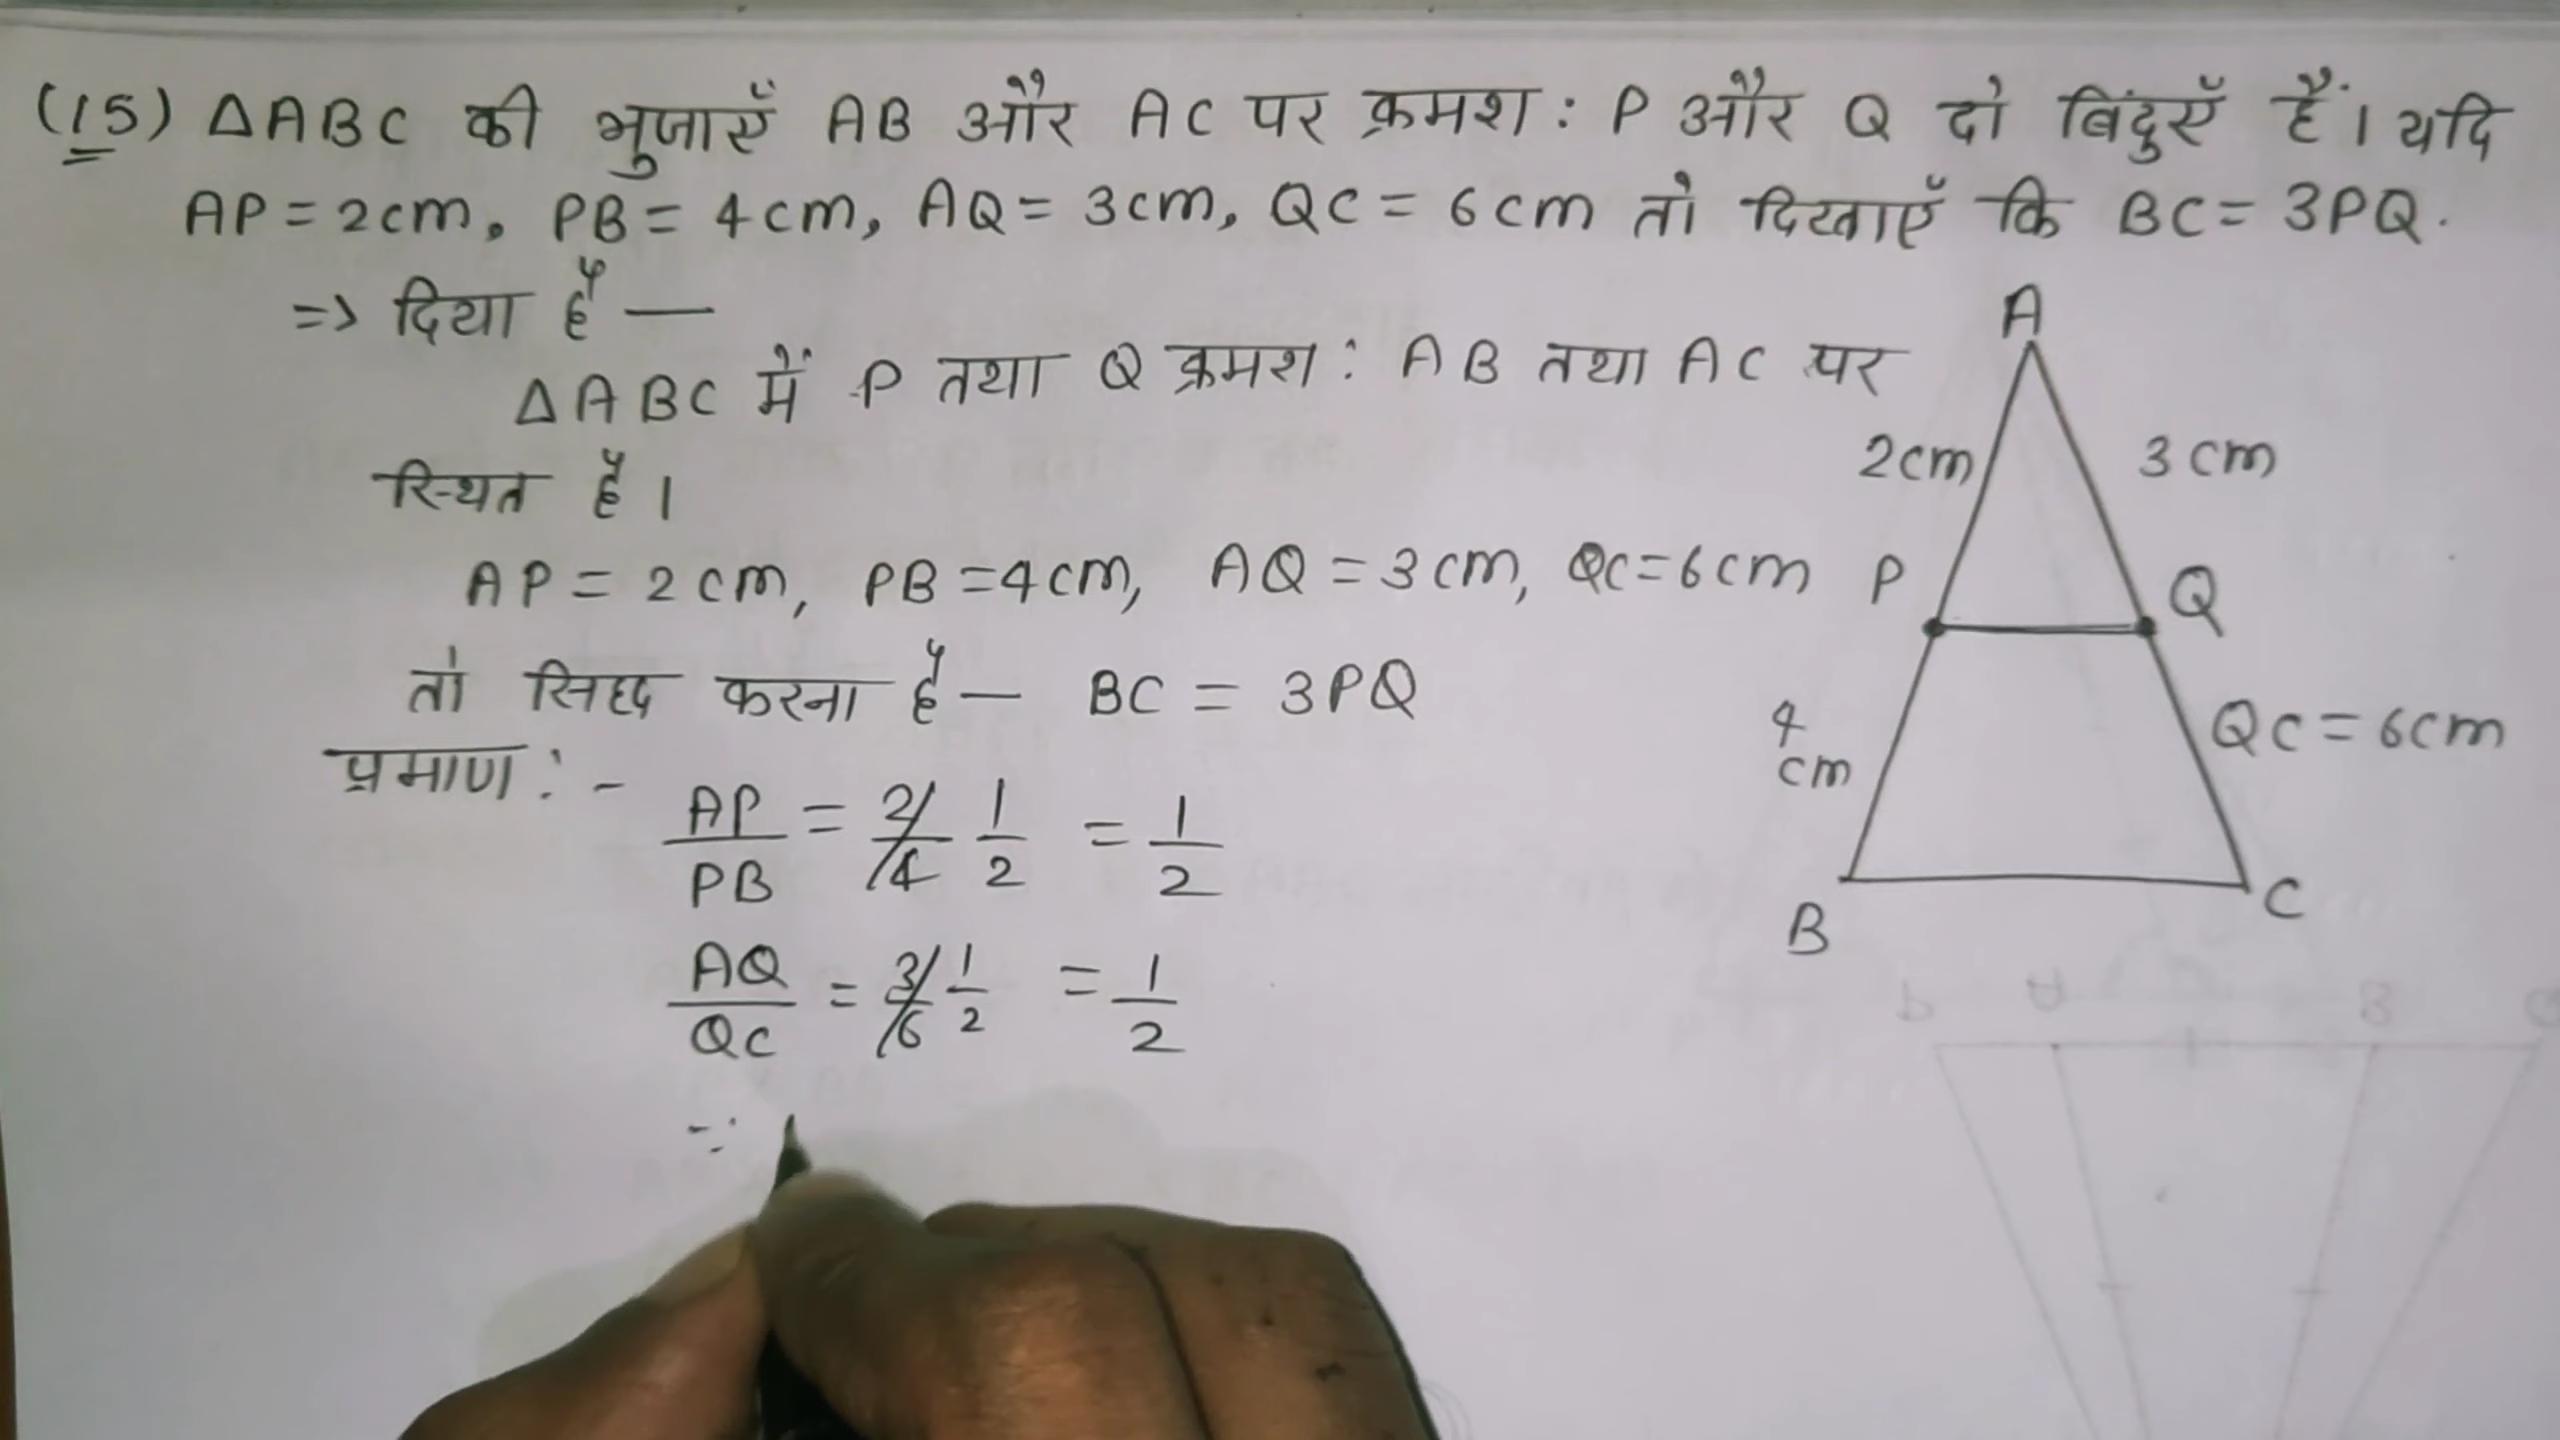 (15) ΔABC की भुजाएँ AB और AC पर क्रमश: P और Q दो बिंदुएँ हैं। यदि
AP = 2cm, PB = 4cm, AQ = 3cm, QC = 6cm तो दिखाएँ कि BC = 3PQ.
=> दिया है —
ΔABC में P तथा Q क्रमश: AB तथा AC पर
स्थित है।
AP = 2cm, PB = 4cm, AQ = 3cm, QC = 6cm
तो सिद्ध करना है — BC = 3PQ
प्रमाण :-
AP/PB = 2/4 1/2 = 1/2
AQ/QC = 3/6 1/2 = 1/2
A
2cm
3cm
P
Q
4
cm
QC = 6cm
B
C